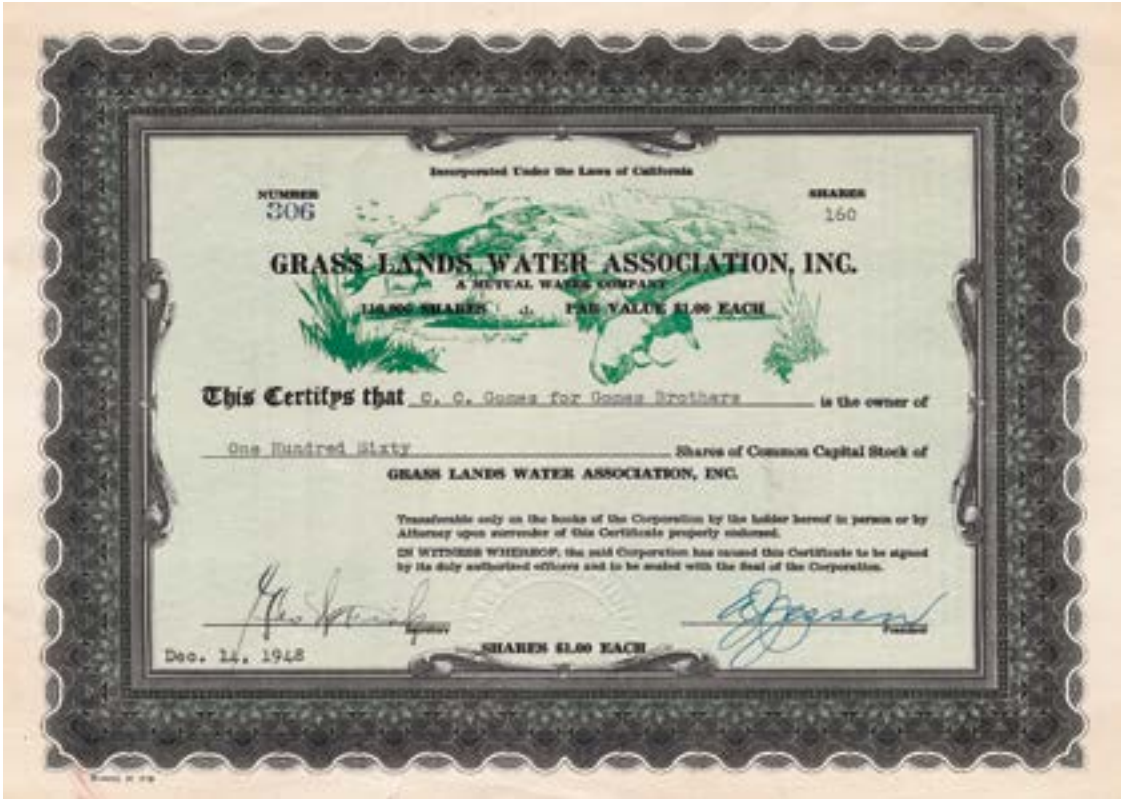 Incorporated Under the Laws of California
NUMBER
306
SHARES
160
GRASS LANDS WATER ASSOCIATION, INC.
A MUTUAL WATER COMPANY
SHARES PAR VALUE $1.00 EACH
This Certifys that C. C. Gomes for Gomes Brothers is the owner of
One Hundred Sixty Shares of Common Capital Stock of
GRASS LANDS WATER ASSOCIATION, INC.
Transferable only on the books of the Corporation by the holder hereof in person or by
Attorney upon surrender of this Certificate properly endorsed.
IN WITNESS WHEREOF, the said Corporation has caused this Certificate to be signed
by its duly authorized officers and to be sealed with the Seal of the Corporation.
President
Dec. 14, 1948
SHARES $1.00 EACH